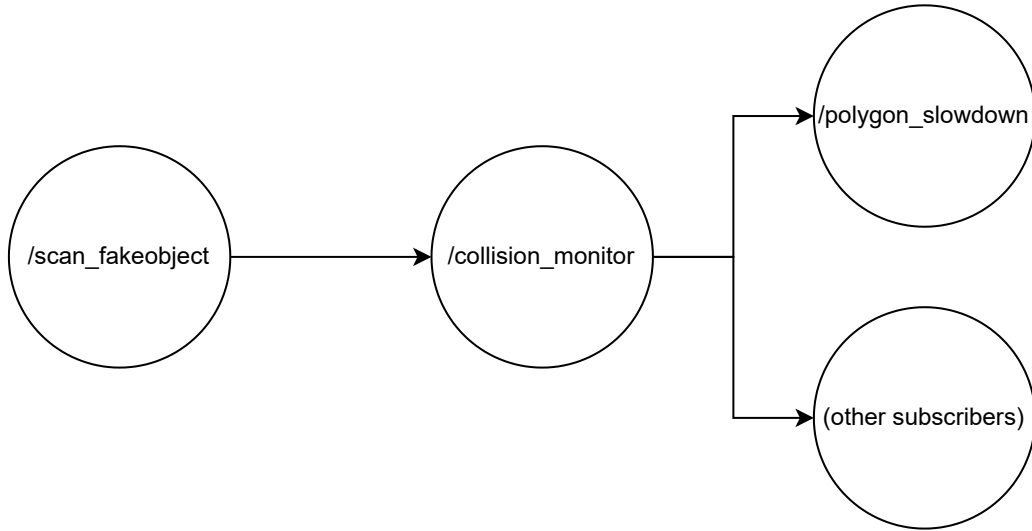 /polygon_slowdown
/scan_fakeobject
/collision_monitor
(other subscribers)